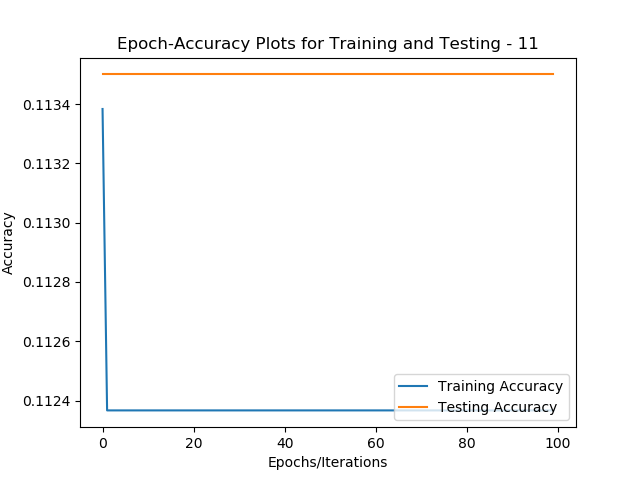 Epoch-Accuracy Plots for Training and Testing - 11
0.1134
0.1132
0.1130
0.1128
0.1126
0.1124
Accuracy
Training Accuracy
Testing Accuracy
0 20 40 60 80 100
Epochs/Iterations